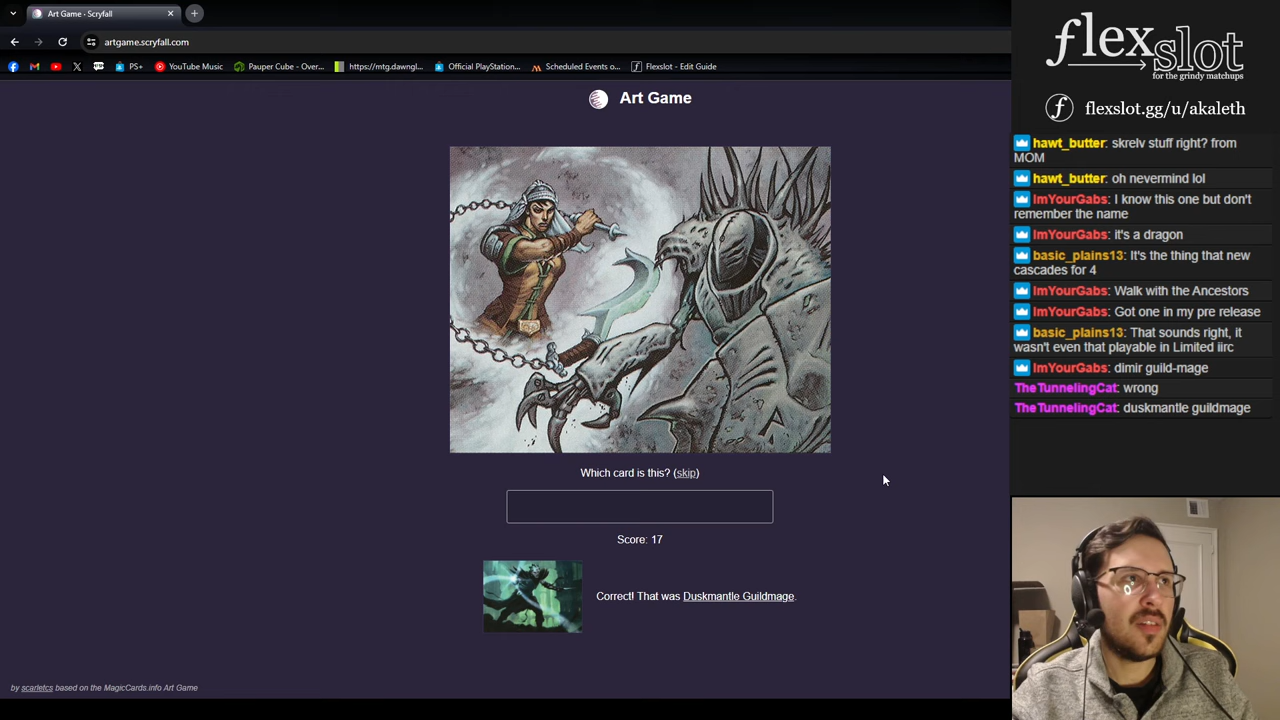 Art Game · Scryfall
artgame.scryfall.com
PS+
YouTube Music
Pauper Cube - Over...
https://mtg.dawngl...
Official PlayStation...
Scheduled Events o...
Flexslot - Edit Guide
Art Game
Which card is this? (skip)
Score: 17
Correct! That was Duskmantle Guildmage.
by scarletcs based on the MagicCards.info Art Game
flexslot
for the grindy matchups
flexslot.gg/u/akaleth
hawt_butter: skrelv stuff right? from
MOM
hawt_butter: oh nevermind lol
ImYourGabs: I know this one but don't
remember the name
ImYourGabs: it's a dragon
basic_plains13: It's the thing that new
cascades for 4
ImYourGabs: Walk with the Ancestors
ImYourGabs: Got one in my pre release
basic_plains13: That sounds right, it
wasn't even that playable in Limited iirc
ImYourGabs: dimir guild-mage
TheTunnelingCat: wrong
TheTunnelingCat: duskmantle guildmage